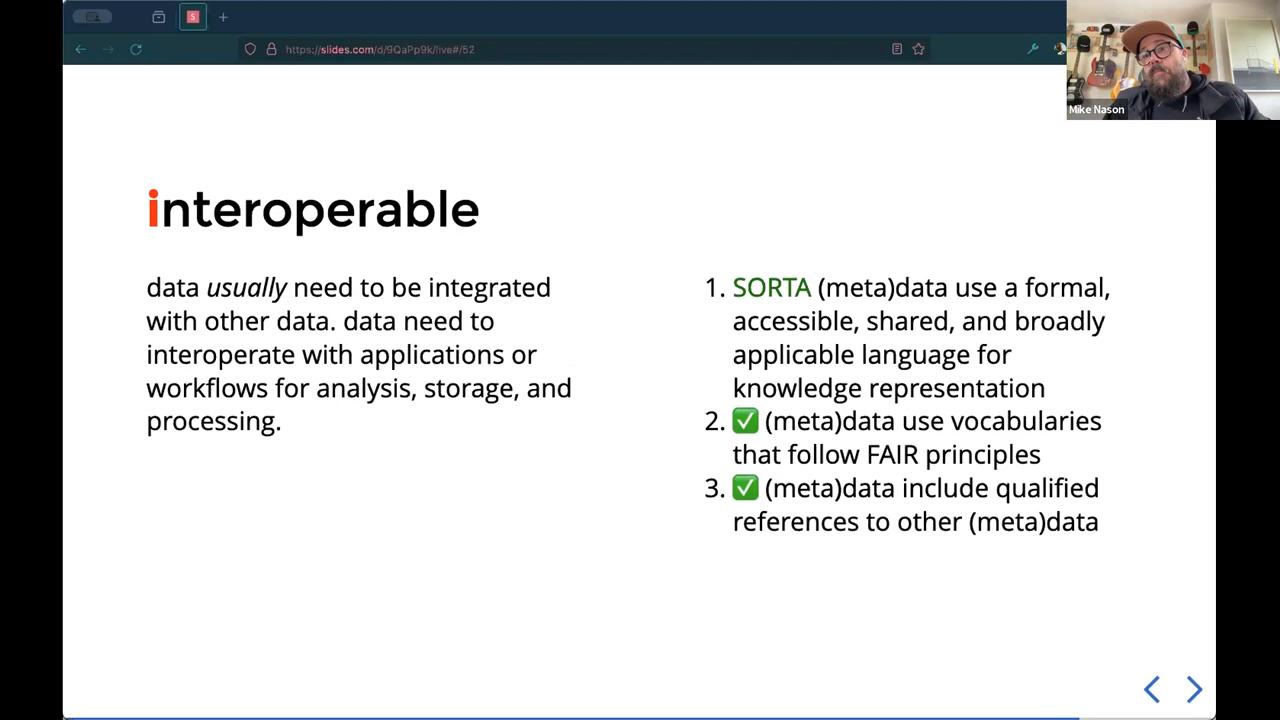 S
https://slides.com/d/9QaPp9k/live#/52
Mike Nason
interoperable
data usually need to be integrated
with other data. data need to
interoperate with applications or
workflows for analysis, storage, and
processing.
1. SORTA (meta)data use a formal,
accessible, shared, and broadly
applicable language for
knowledge representation
2. ✅ (meta)data use vocabularies
that follow FAIR principles
3. ✅ (meta)data include qualified
references to other (meta)data